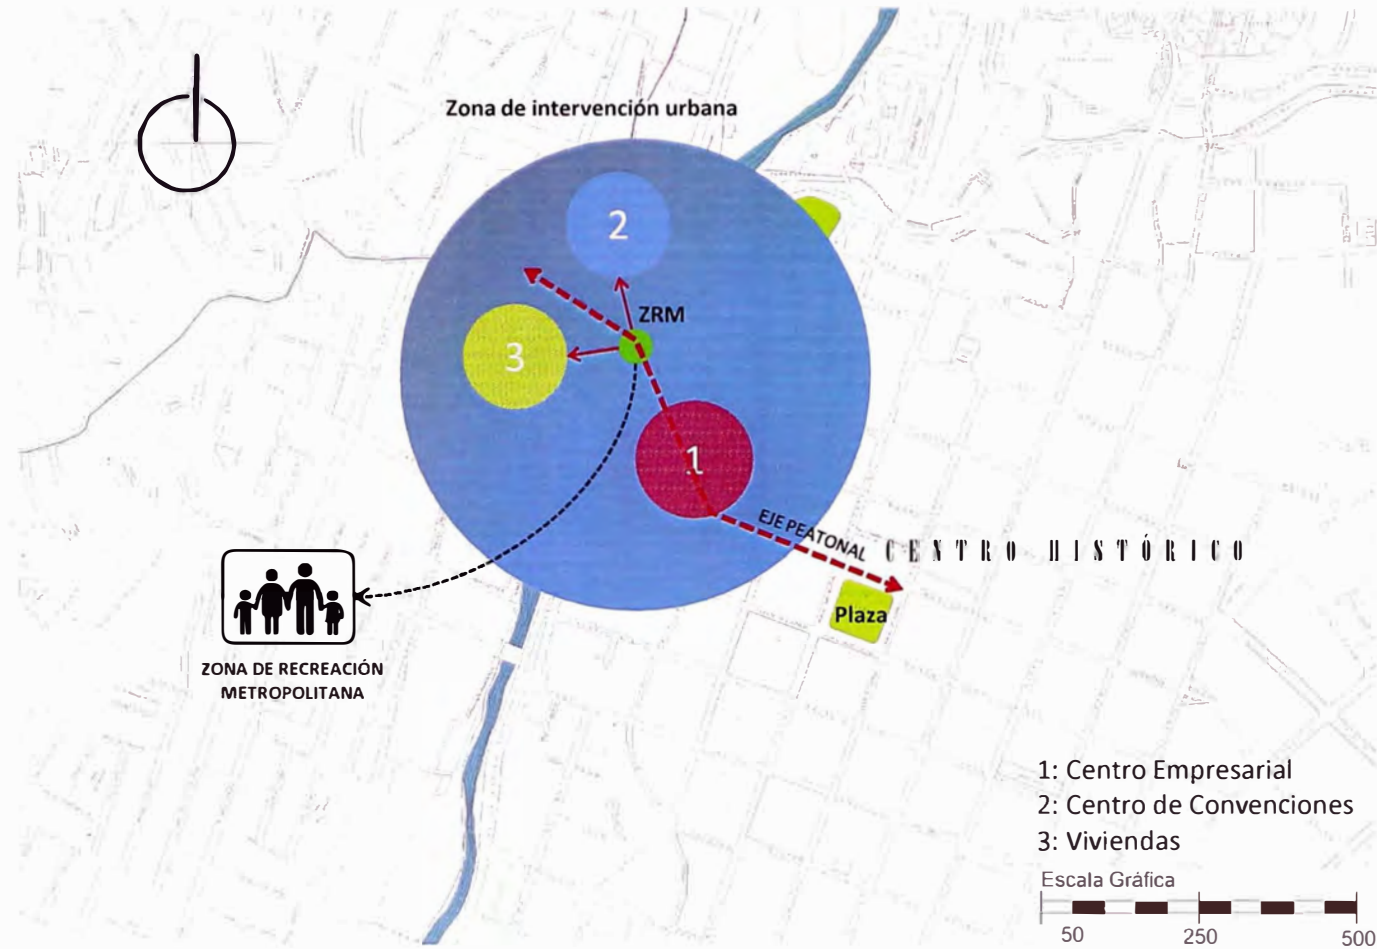 Zona de intervención urbana
2
ZRM
3
1
EJE PEATONAL
CENTRO HISTÓRICO
Plaza
ZONA DE RECREACIÓN
METROPOLITANA
1: Centro Empresarial
2: Centro de Convenciones
3: Viviendas
Escala Gráfica
50 250 500